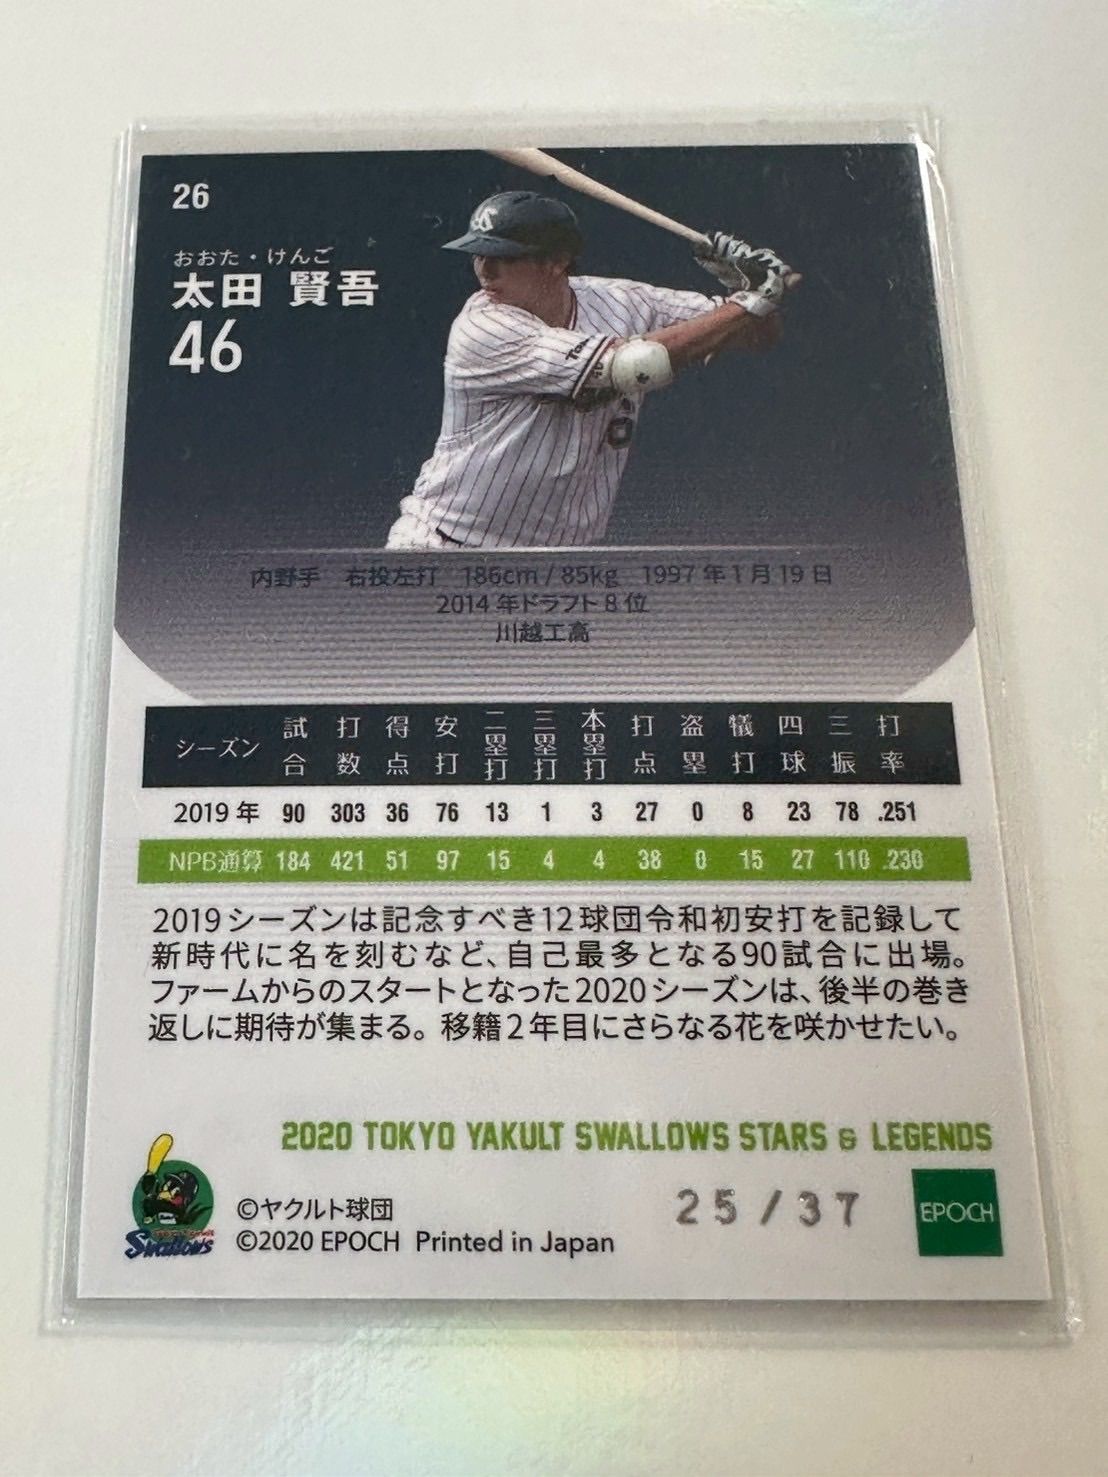 26
おおた・けんご
太田 賢吾
46
内野手 右投左打 186cm / 85kg 1997年1月19日
2014年ドラフト8位
川越工高
シーズン 試合 打数 得点 安打 二塁打 三塁打 本塁打 打点 盗塁 犠打 四球 三振 打率
2019年 90 303 36 76 13 1 3 27 0 8 23 78 .251
NPB通算 184 421 51 97 15 4 4 38 0 15 27 110 .230
2019シーズンは記念すべき12球団令和初安打を記録して
新時代に名を刻むなど、自己最多となる90試合に出場。
ファームからのスタートとなった2020シーズンは、後半の巻き
返しに期待が集まる。移籍2年目にさらなる花を咲かせたい。
2020 TOKYO YAKULT SWALLOWS STARS & LEGENDS
Swallows
©ヤクルト球団
©2020 EPOCH Printed in Japan
25/37
EPOCH